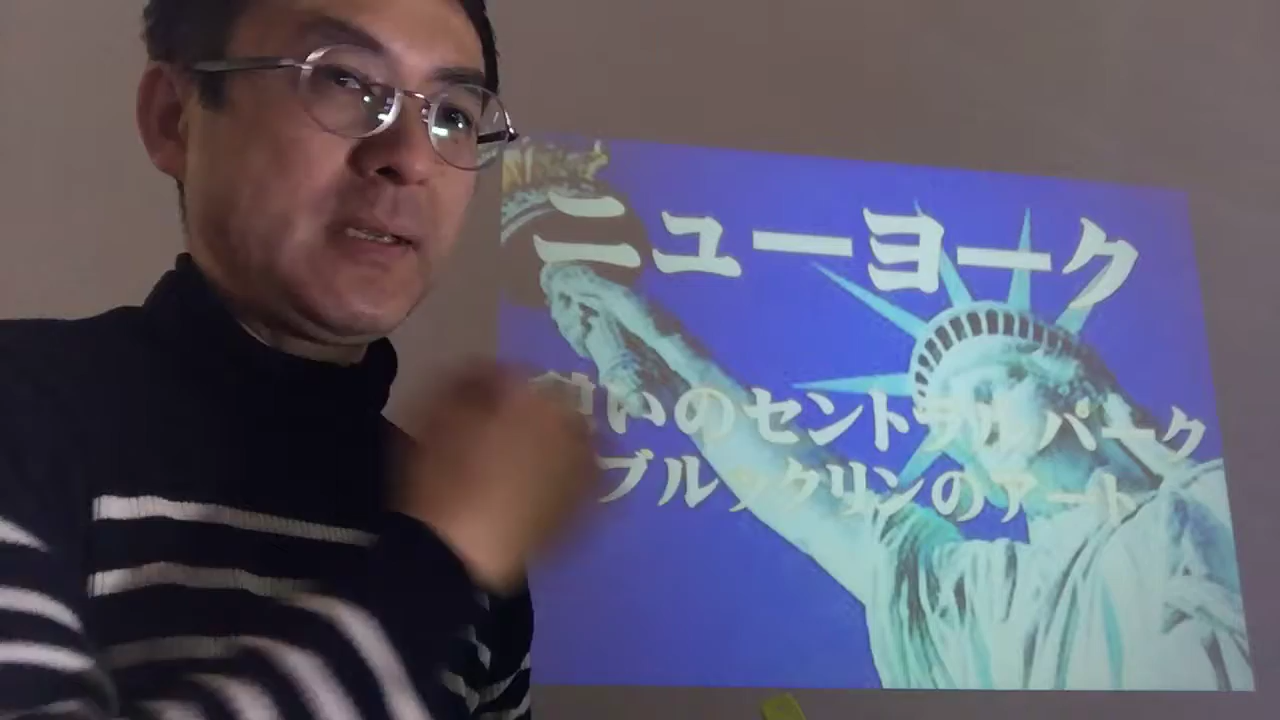 ニューヨーク
いのセントラルパーク
ブルックリンのアート